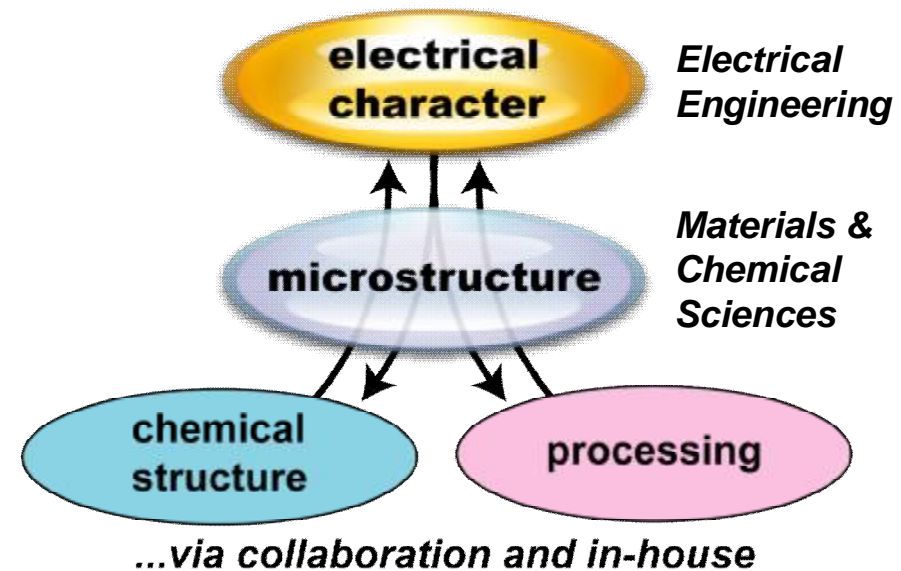 electrical
character
Electrical
Engineering
microstructure
Materials &
Chemical
Sciences
chemical
structure
processing
...via collaboration and in-house